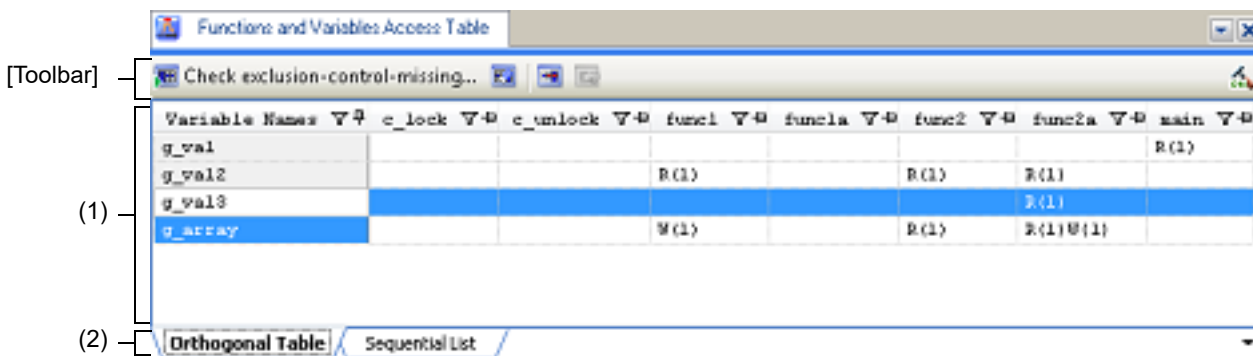 Functions and Variables Access Table
[Toolbar]
Check exclusion-control-missing...
Variable Names c_lock c_unlock func1 func1a func2 func2a main
g_val R(1)
g_val2 R(1) R(1) R(1)
(1)
g_val3 R(1)
g_array W(1) R(1) R(1)W(1)
(2)
Orthogonal Table Sequential List